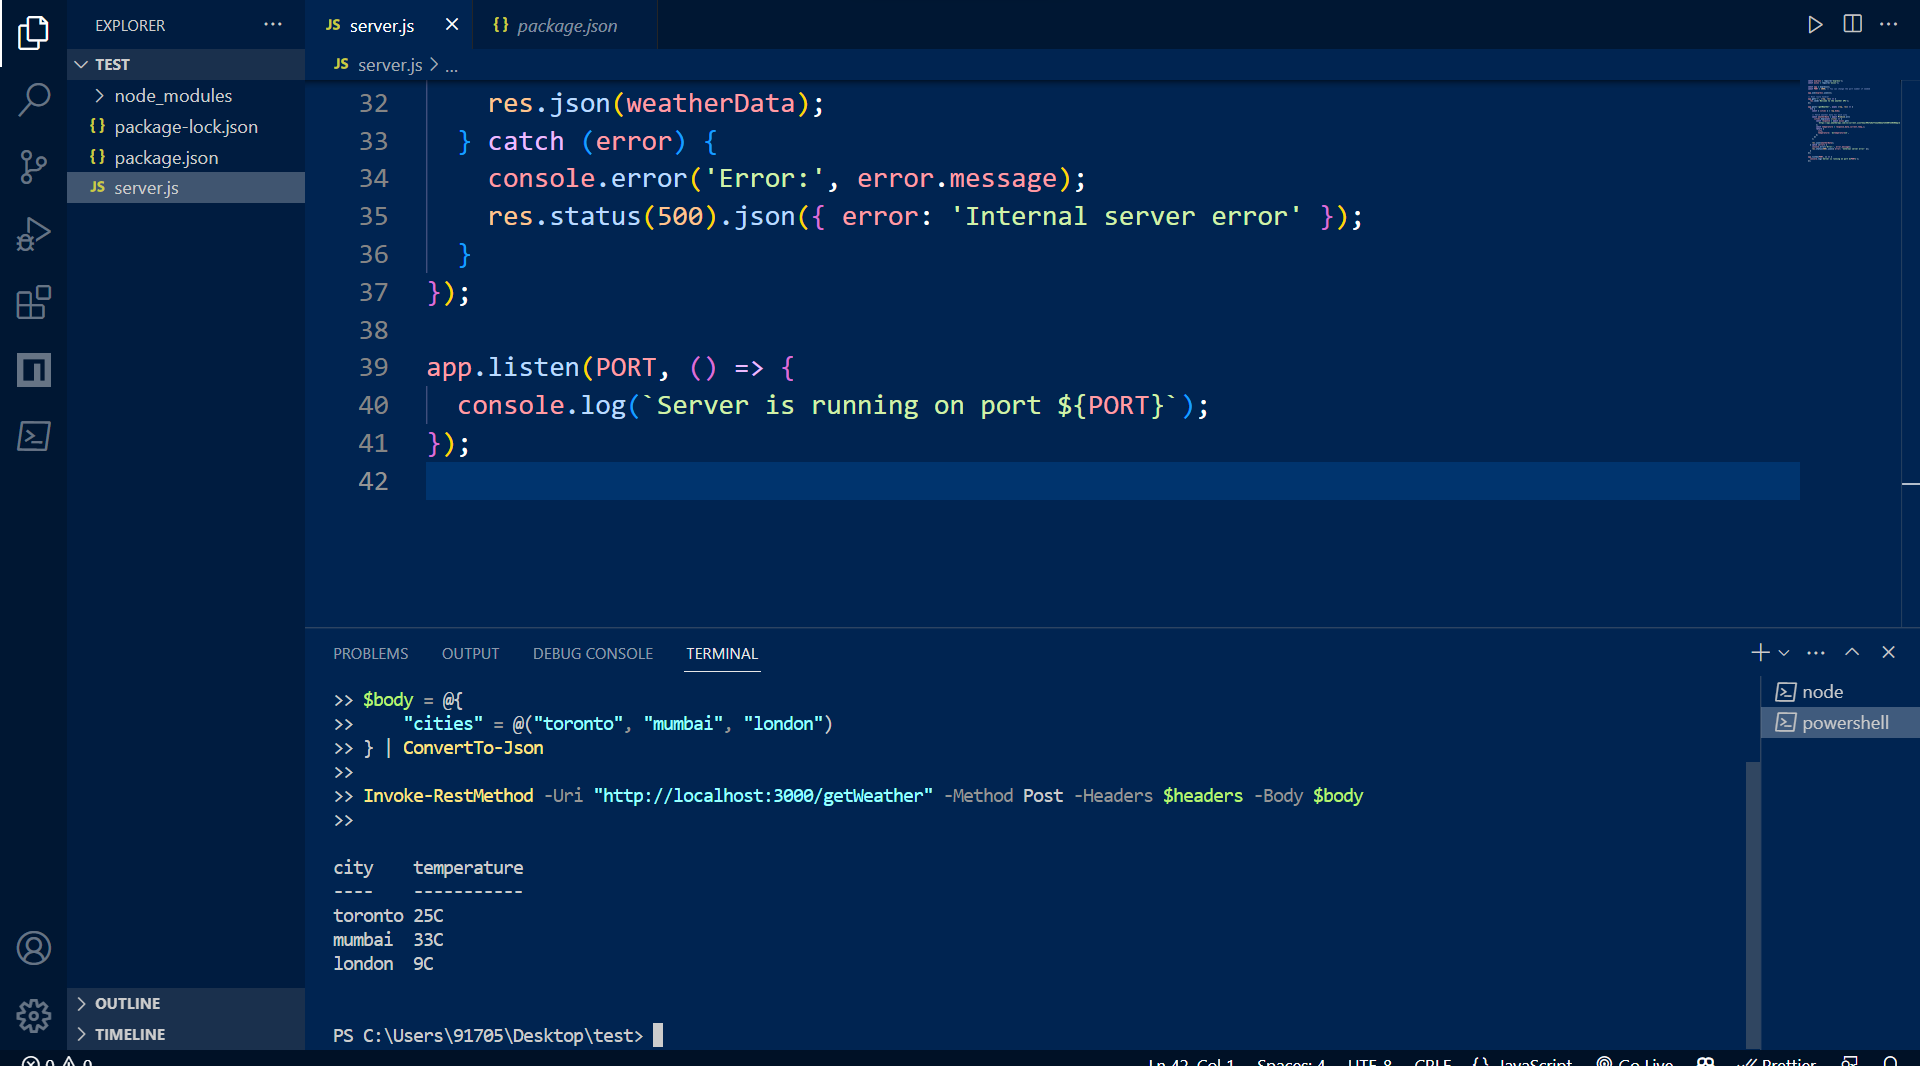 EXPLORER
TEST
node_modules
{} package-lock.json
{} package.json
JS server.js
OUTLINE
TIMELINE
JS server.js
{} package.json
JS server.js > ...
32 res.json(weatherData);
33 } catch (error) {
34 console.error('Error:', error.message);
35 res.status(500).json({ error: 'Internal server error' });
36 }
37 });
38
39 app.listen(PORT, () => {
40 console.log(`Server is running on port ${PORT}`);
41 });
42
PROBLEMS OUTPUT DEBUG CONSOLE TERMINAL
>> $body = @{
>> "cities" = @("toronto", "mumbai", "london")
>> } | ConvertTo-Json
>>
>> Invoke-RestMethod -Uri "http://localhost:3000/getWeather" -Method Post -Headers $headers -Body $body
>>
city temperature
---- -----------
toronto 25C
mumbai 33C
london 9C
PS C:\Users\91705\Desktop\test>
node
powershell
0 0 Ln 42, Col 1 Spaces: 4 UTF-8 CRLF {} JavaScript Go Live Prettier